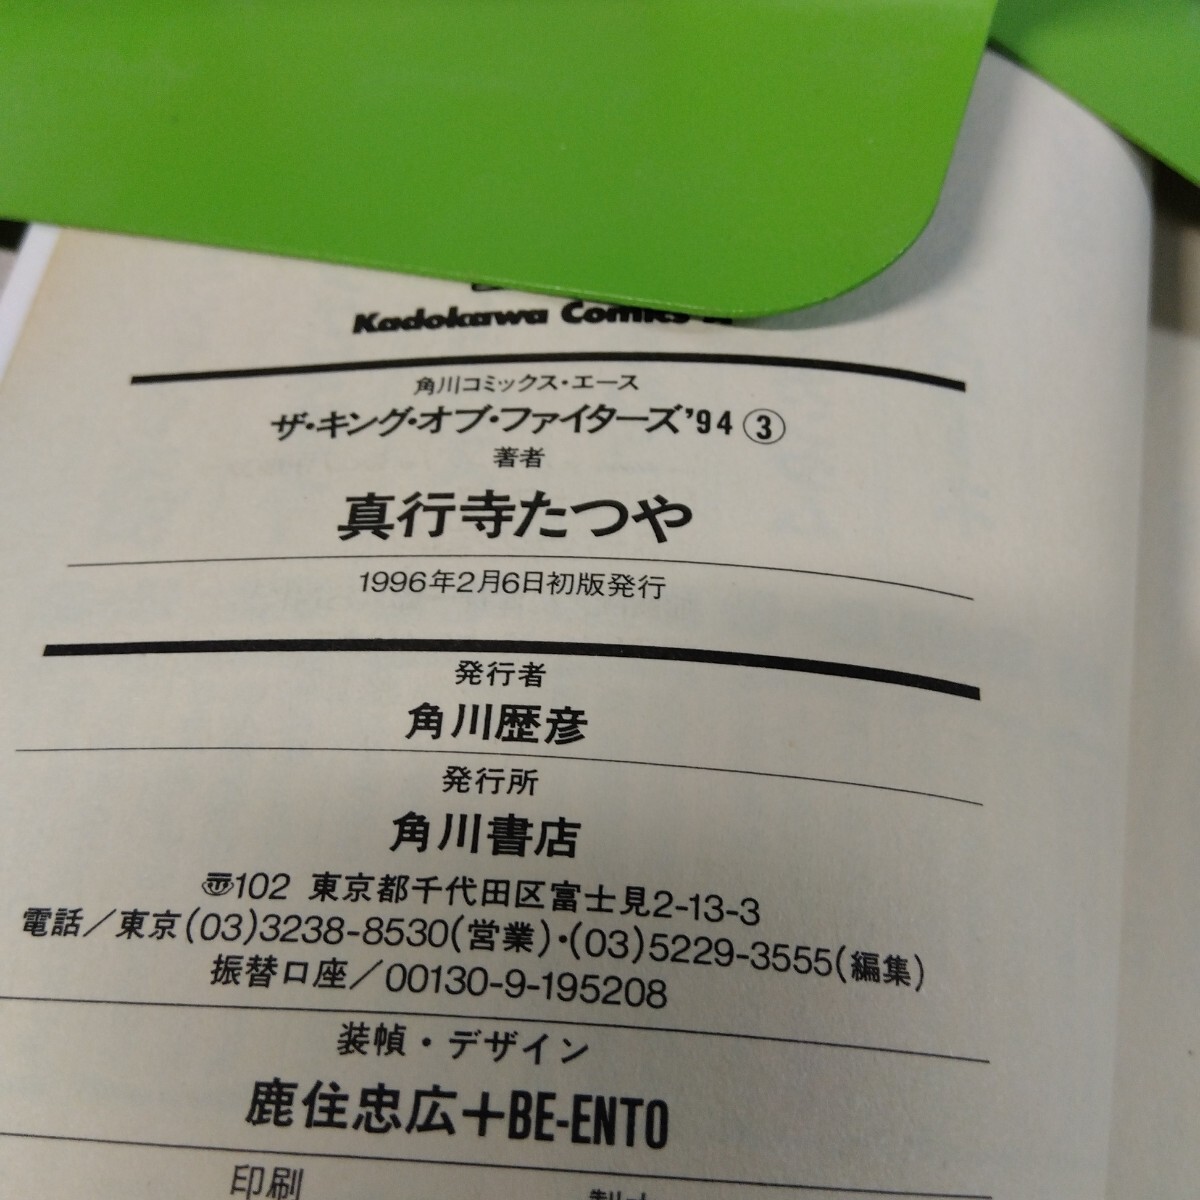 Kadokawa Comics A
角川コミックス・エース
ザ・キング・オブ・ファイターズ'94 ③
著者
真行寺たつや
1996年2月6日初版発行
発行者
角川歴彦
発行所
角川書店
〒102 東京都千代田区富士見2-13-3
電話／東京(03)3238-8530(営業)・(03)5229-3555(編集)
振替口座／00130-9-195208
装幀・デザイン
鹿住忠広+BE-ENTO
印刷